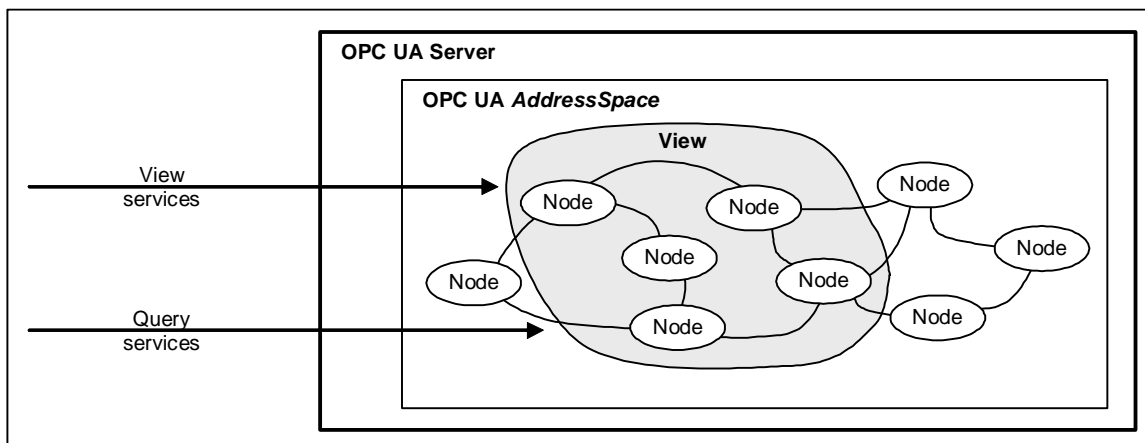 OPC UA Server
OPC UA AddressSpace
View
View
services
Node
Node
Node
Node
Node
Node
Node
Query
services
Node
Node